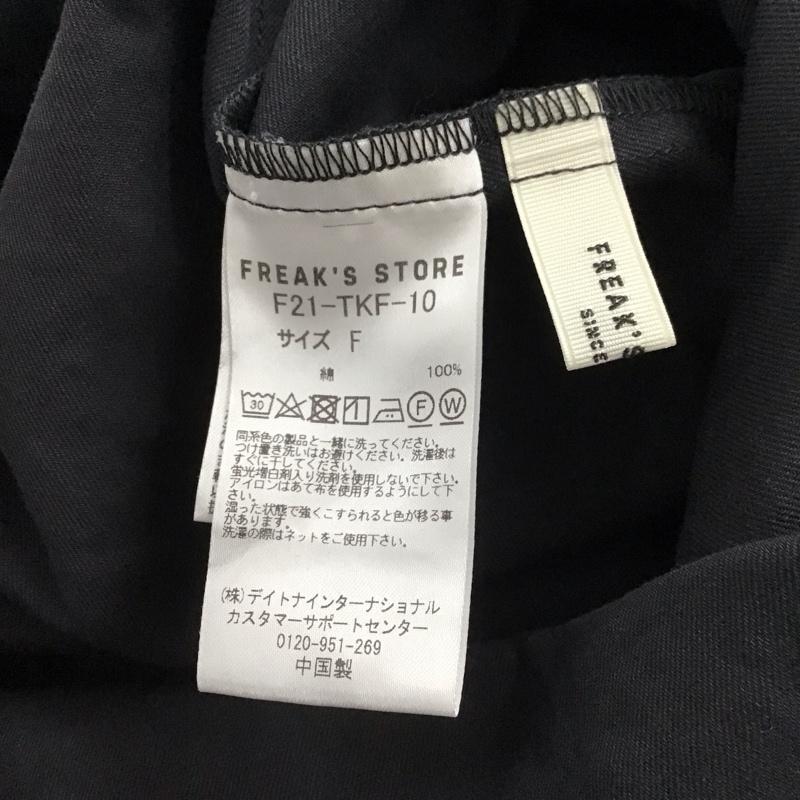 FREAK'S STORE
F21-TKF-10
サイズ F
綿 100%
30 F W
同系色の製品と一緒に洗ってください。
つけ置き洗いはお避けください。洗濯後は
すぐに干してください。
蛍光増白剤入り洗剤を使用しないで下さい。
アイロンはあて布を使用するようにして下
さい。
湿った状態で強くこすられると色が移る事
があります。
洗濯の際はネットをご使用下さい。
(株)デイトナインターナショナル
カスタマーサポートセンター
0120-951-269
中国製
FREAK'S
SINCE